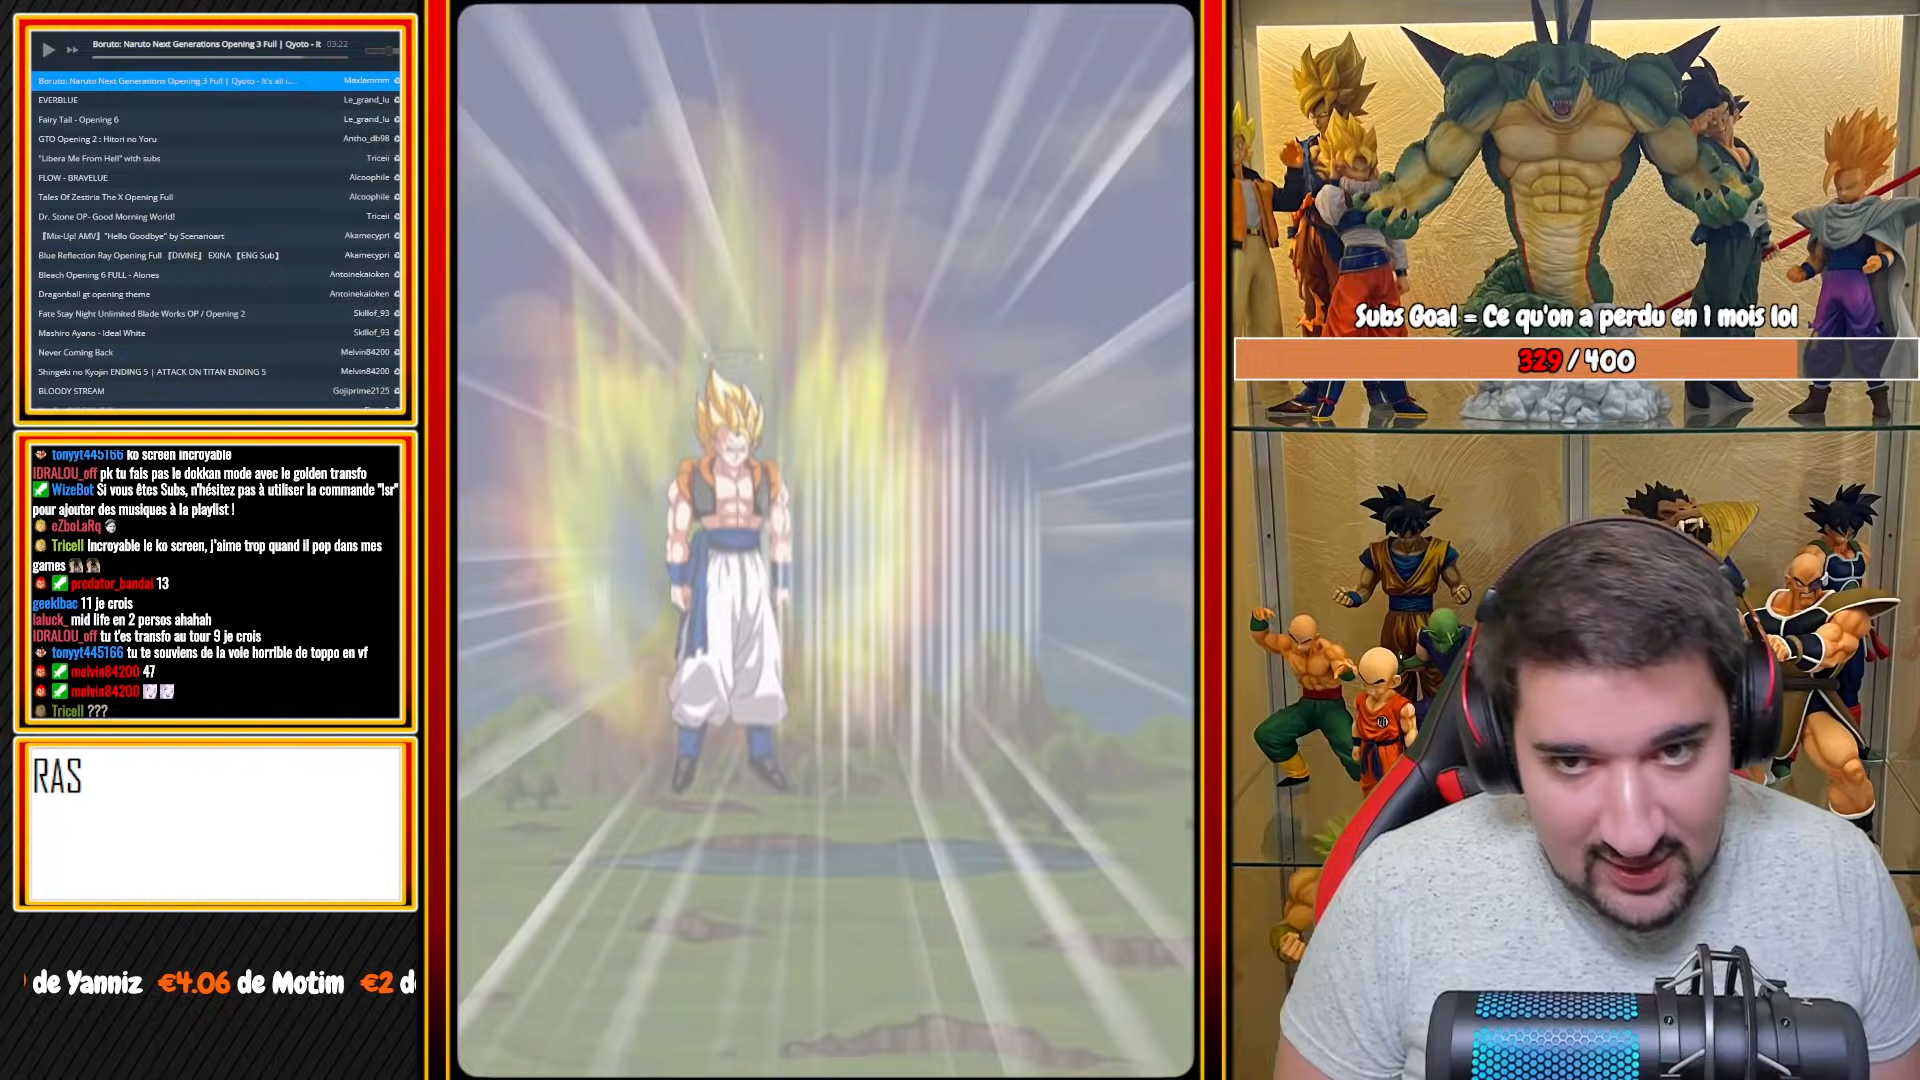 Boruto: Naruto Next Generations Opening 3 Full | Qyoto - It 03:22
Boruto: Naruto Next Generations Opening 3 Full | Qyoto - It's all i... Maxlammm
EVERBLUE Le_grand_lu
Fairy Tail - Opening 6 Le_grand_lu
GTO Opening 2 : Hitori no Yoru Antho_db98
"Libera Me From Hell" with subs Triceii
FLOW - BRAVELUE Alcoophile
Tales Of Zestiria The X Opening Full Alcoophile
Dr. Stone OP- Good Morning World! Triceii
『Mix-Up! AMV』 "Hello Goodbye" by Scenarioart Akamecypri
Blue Reflection Ray Opening Full 『DIVINE』 EXiNA 【ENG Sub】 Akamecypri
Bleach Opening 6 FULL - Alones Antoinekaioken
Dragonball gt opening theme Antoinekaioken
Fate Stay Night Unlimited Blade Works OP / Opening 2 Skillof_93
Mashiro Ayano - Ideal White Skillof_93
Never Coming Back Melvin84200
Shingeki no Kyojin ENDING 5 | ATTACK ON TITAN ENDING 5 Melvin84200
BLOODY STREAM Gojiprime2125
tonyyt445166 ko screen incroyable
IDRALOU_off pk tu fais pas le dokkan mode avec le golden transfo
WizeBot Si vous êtes Subs, n'hésitez pas à utiliser la commande "!sr"
pour ajouter des musiques à la playlist !
eZboLaRq
Tricell Incroyable le ko screen, j'aime trop quand il pop dans mes
games
predator_bandai 13
geeklbac 11 je crois
laluck_ mid life en 2 persos ahahah
IDRALOU_off tu t'es transfo au tour 9 je crois
tonyyt445166 tu te souviens de la voie horrible de toppo en vf
melvin84200 47
melvin84200
Tricell ???
RAS
de Yanniz €4.06 de Motim €2 d
Subs Goal = Ce qu'on a perdu en 1 mois lol
329 / 400